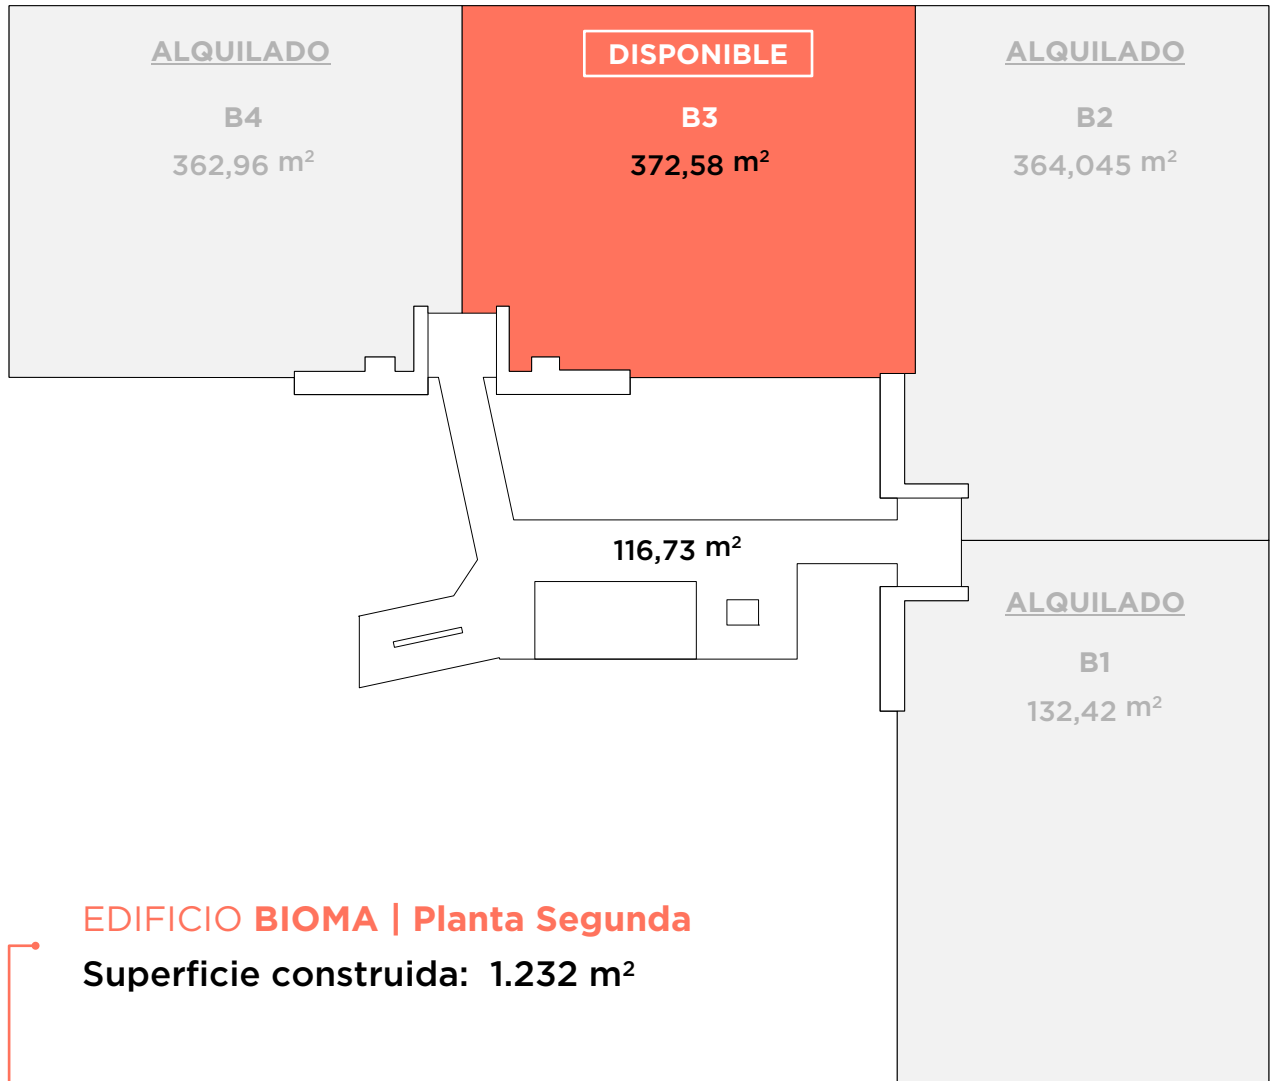 ALQUILADO
B4
362,96 m²
DISPONIBLE
B3
372,58 m²
ALQUILADO
B2
364,045 m²
116,73 m²
ALQUILADO
B1
132,42 m²
EDIFICIO BIOMA | Planta Segunda
Superficie construida: 1.232 m²